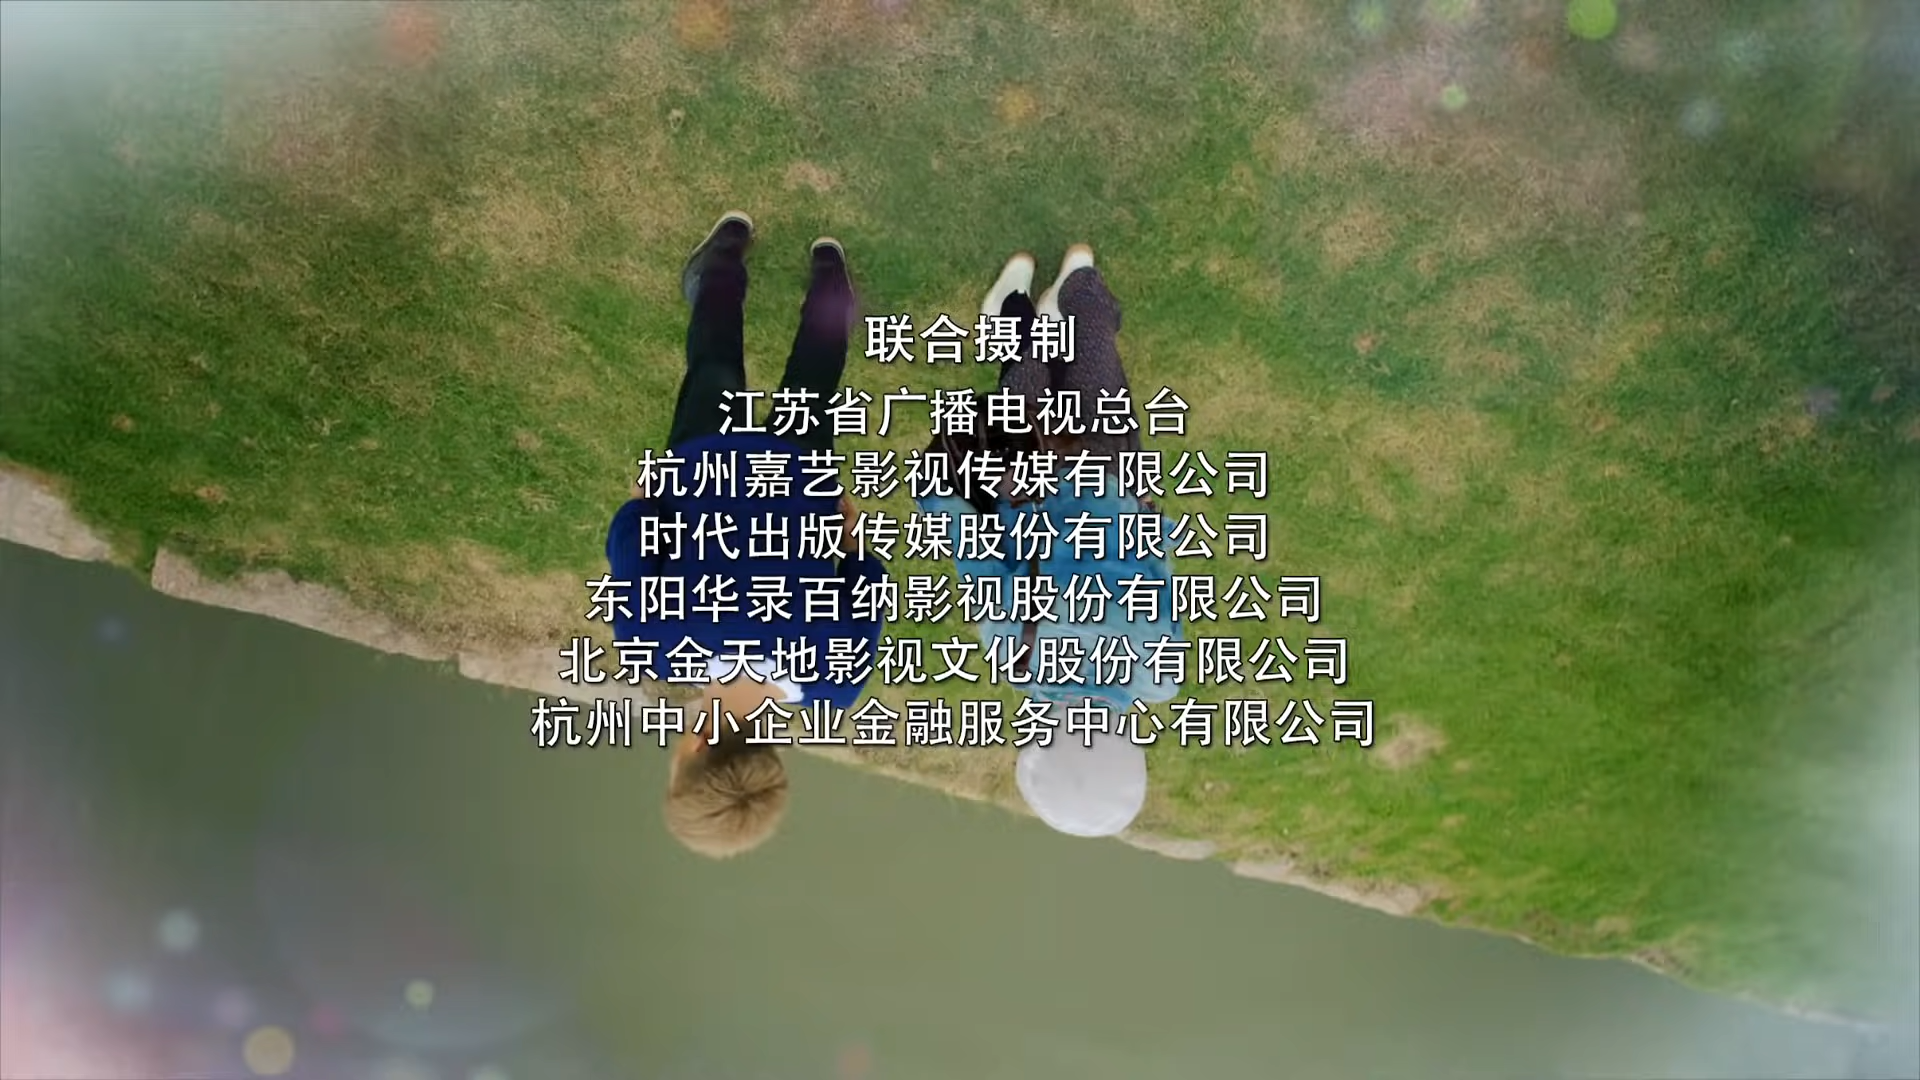 联合摄制
江苏省广播电视总台
杭州嘉艺影视传媒有限公司
时代出版传媒股份有限公司
东阳华录百纳影视股份有限公司
北京金天地影视文化股份有限公司
杭州中小企业金融服务中心有限公司